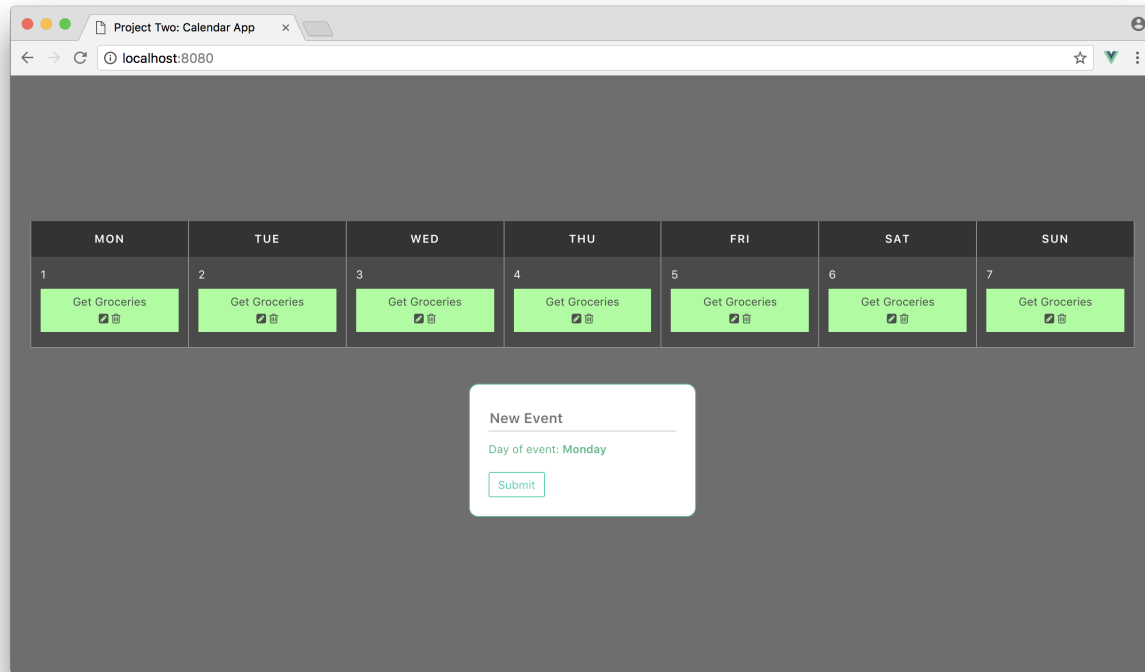 Project Two: Calendar App
localhost:8080
MON TUE WED THU FRI SAT SUN
1 2 3 4 5 6 7
Get Groceries Get Groceries Get Groceries Get Groceries Get Groceries Get Groceries Get Groceries
New Event
Day of event: Monday
Submit